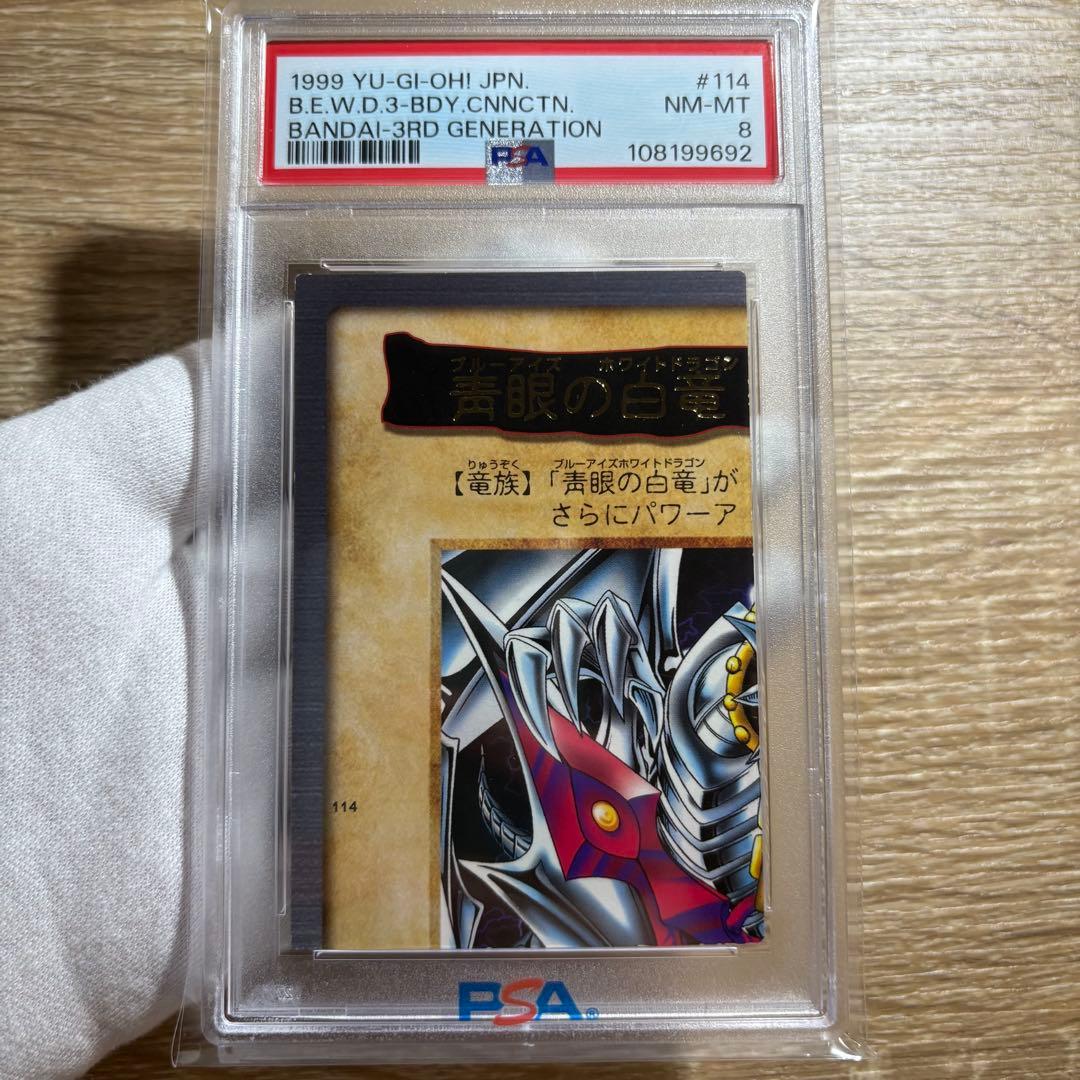 1999 YU-GI-OH! JPN. #114
B.E.W.D.3-BDY.CNNCTN. NM-MT
BANDAI-3RD GENERATION 8
PSA 108199692
ブルーアイズ ホワイトドラゴン
青眼の白竜
りゅうぞく ブルーアイズホワイトドラゴン
【竜族】「青眼の白竜」が
さらにパワーア
114
PSA®